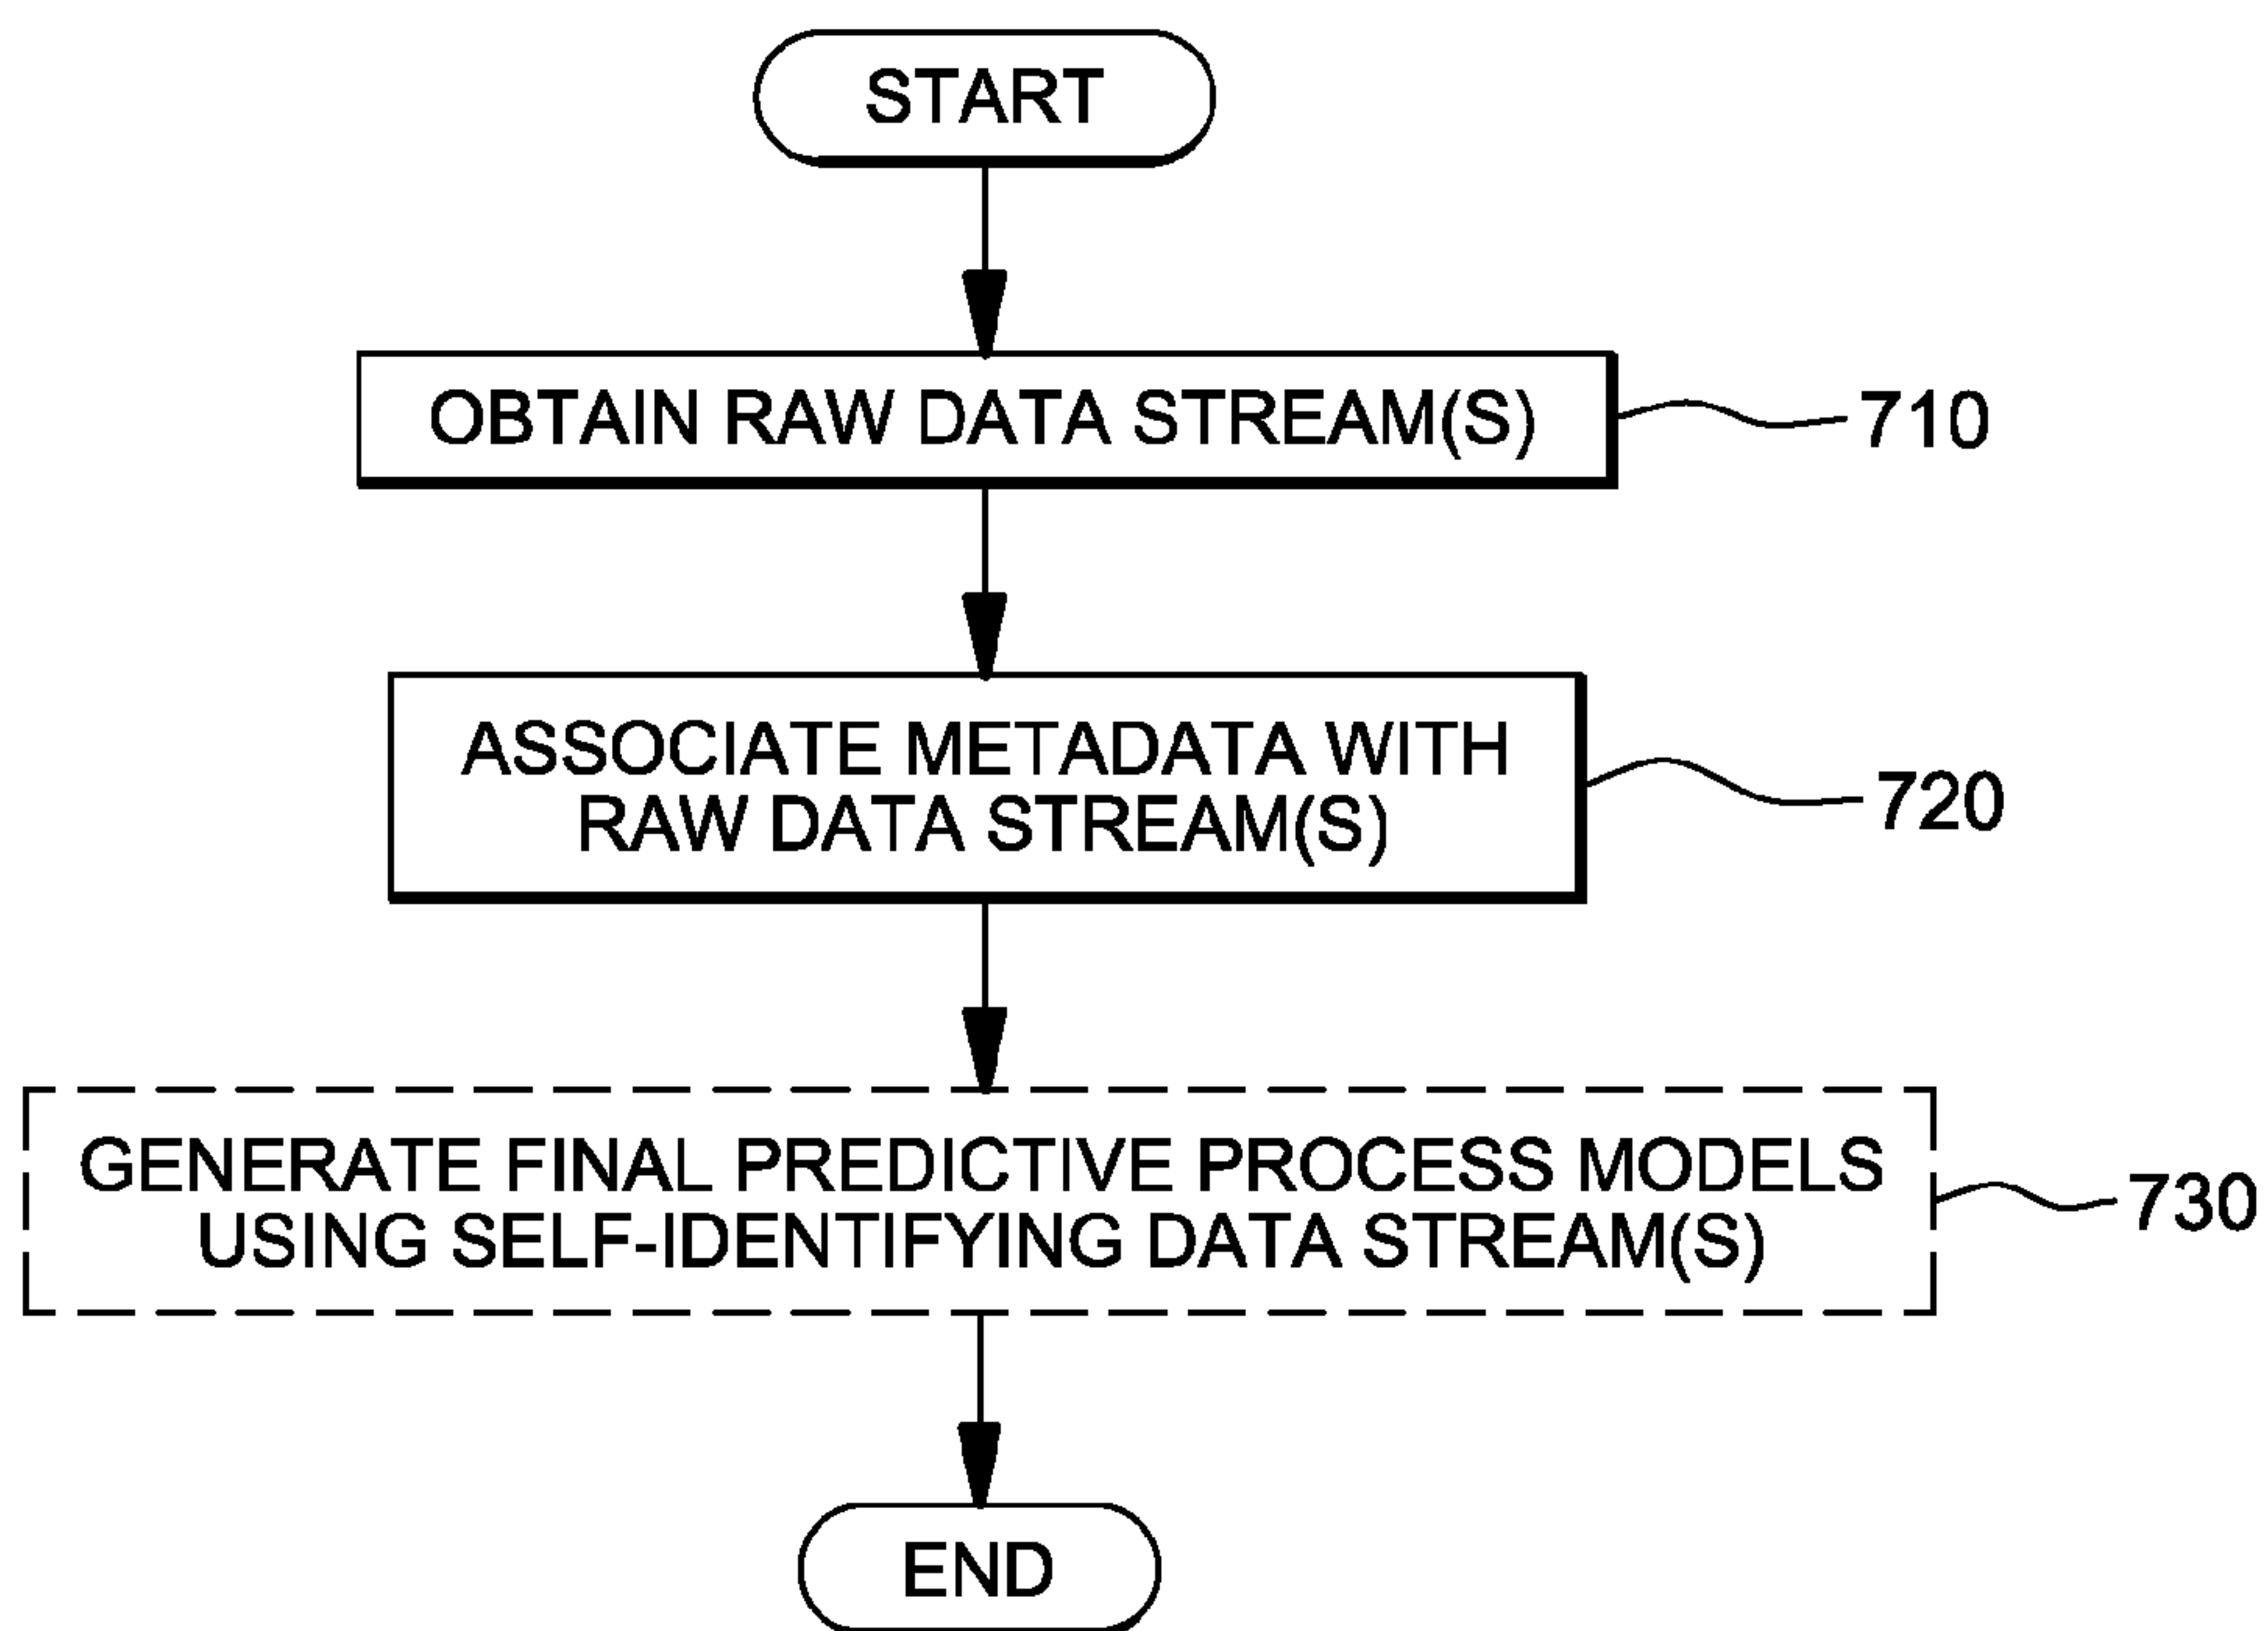 START
OBTAIN RAW DATA STREAM(S)
710
ASSOCIATE METADATA WITH
RAW DATA STREAM(S)
720
GENERATE FINAL PREDICTIVE PROCESS MODELS
USING SELF-IDENTIFYING DATA STREAM(S)
730
END